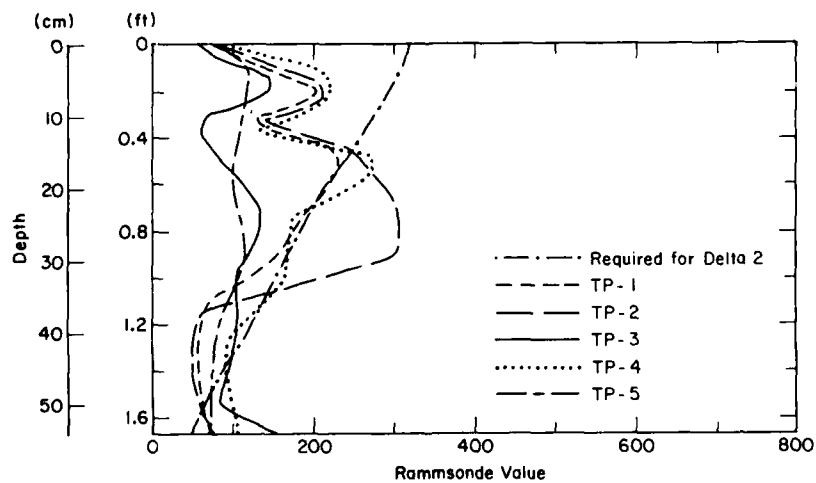 (cm) (ft)
0 0
10
0.4
20
0.8
30
1.2
40
50
1.6
Depth
0 200 400 600 800
Rammsonde Value
Required for Delta 2
TP-1
TP-2
TP-3
TP-4
TP-5